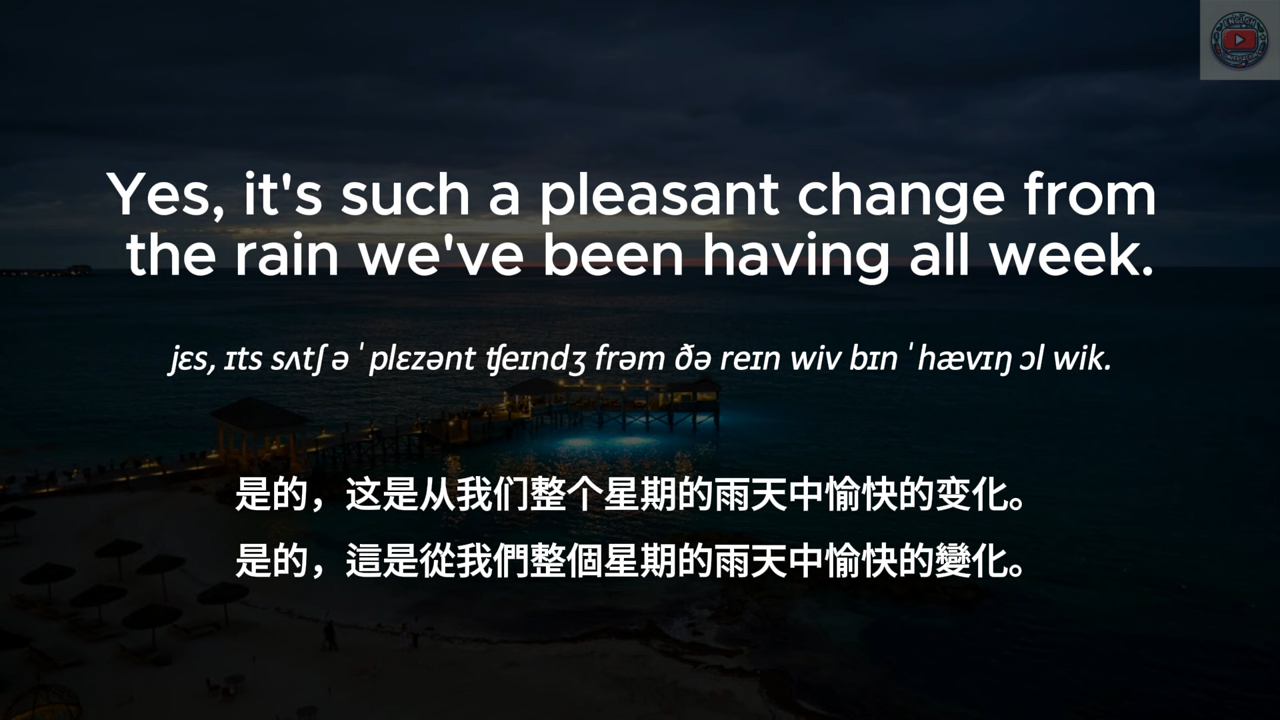 Yes, it's such a pleasant change from
the rain we've been having all week.
jɛs, ɪts sʌtʃ ə ˈplɛzənt ʧeɪndʒ frəm ðə reɪn wiv bɪn ˈhævɪŋ ɔl wik.
是的，这是从我们整个星期的雨天中愉快的变化。
是的，這是從我們整個星期的雨天中愉快的變化。